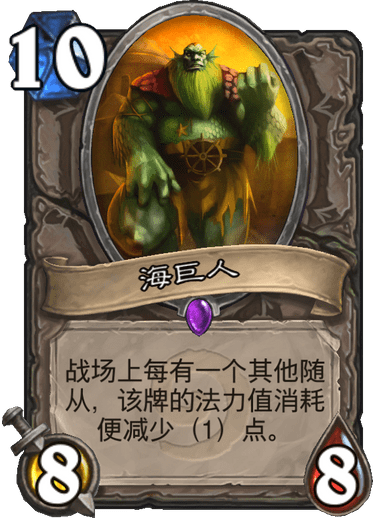 10
海巨人
战场上每有一个其他随
从，该牌的法力值消耗
便减少（1）点。
8
8